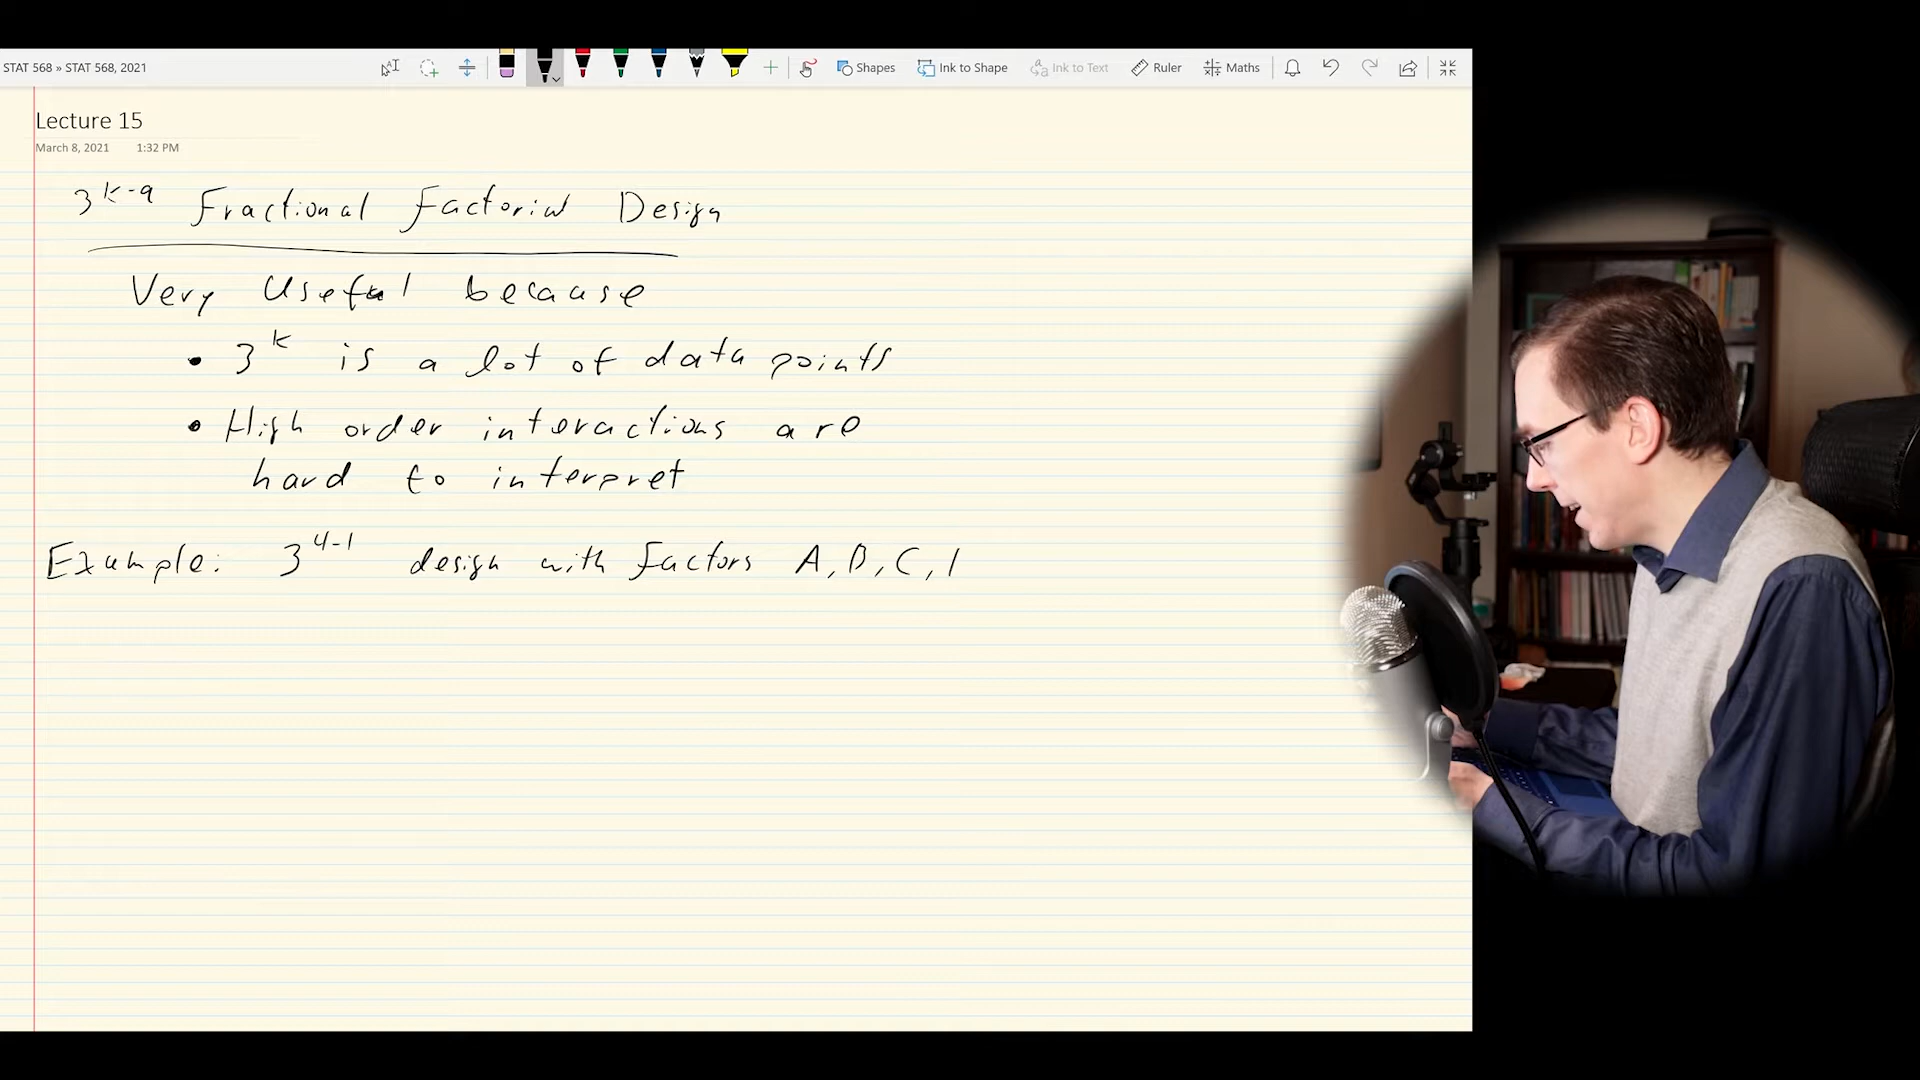 STAT 568 » STAT 568, 2021
Shapes Ink to Shape Ink to Text Ruler Maths
Lecture 15
March 8, 2021 1:32 PM
3^k-q Fractional Factorial Design
Very Useful because
• 3^k is a lot of data points
• High order interactions are
hard to interpret
Example: 3^4-1 design with factors A, B, C,